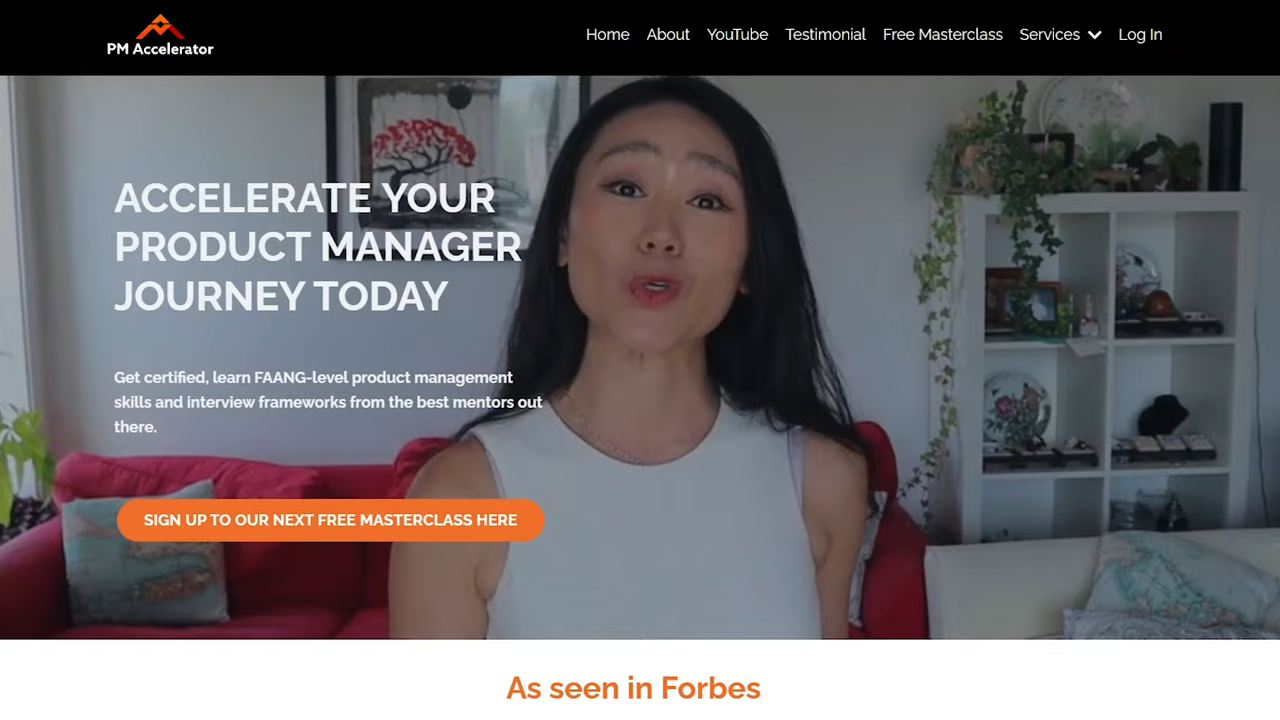 PM Accelerator
Home About YouTube Testimonial Free Masterclass Services Log In
ACCELERATE YOUR
PRODUCT MANAGER
JOURNEY TODAY
Get certified, learn FAANG-level product management
skills and interview frameworks from the best mentors out
there.
SIGN UP TO OUR NEXT FREE MASTERCLASS HERE
As seen in Forbes